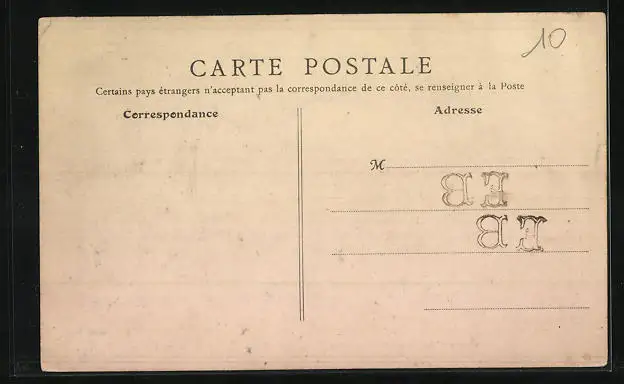 10
CARTE POSTALE
Certains pays étrangers n'acceptant pas la correspondance de ce côté, se renseigner à la Poste
Correspondance
Adresse
M